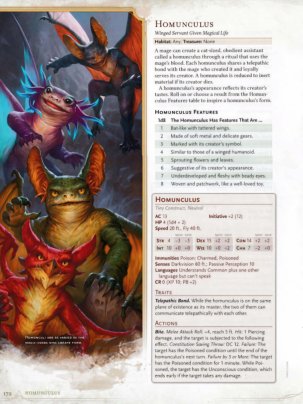 HOMUNCULUS
Winged Servant Given Magical Life
Habitat: Any; Treasure: None
A mage can create a cat-sized, obedient assistant
called a homunculus through a ritual that uses the
mage's blood. Each homunculus shares a telepathic
bond with the mage who created it and loyally
serves its creator. A homunculus is reduced to inert
material if its creator dies.
A homunculus's appearance reflects its creator's
tastes. Roll on or choose a result from the Homun-
culus Features table to inspire a homunculus's form.
HOMUNCULUS FEATURES
1d8 The Homunculus Has Features That Are ...
1 Bat-like with tattered wings.
2 Made of soft metal and delicate gears.
3 Marked with its creator's symbol.
4 Similar to those of a winged humanoid.
5 Sprouting flowers and leaves.
6 Suggestive of its creator's appearance.
7 Underdeveloped and fleshy with beady eyes.
8 Woven and patchwork, like a well-loved toy.
HOMUNCULUS
Tiny Construct, Neutral
AC 13 Initiative +2 (12)
HP 4 (1d4 + 2)
Speed 20 ft., Fly 40 ft.
MOD SAVE MOD SAVE MOD SAVE
STR 4 −3 −3 DEX 15 +2 +2 CON 14 +2 +2
INT 10 +0 +0 WIS 10 +0 +0 CHA 7 −2 −2
Immunities Poison; Charmed, Poisoned
Senses Darkvision 60 ft.; Passive Perception 10
Languages Understands Common plus one other
language but can't speak
CR 0 (XP 10; PB +2)
TRAITS
Telepathic Bond. While the homunculus is on the same
plane of existence as its master, the two of them can
communicate telepathically with each other.
ACTIONS
Bite. Melee Attack Roll: +4, reach 5 ft. Hit: 1 Piercing
damage, and the target is subjected to the following
effect. Constitution Saving Throw: DC 12. Failure: The
target has the Poisoned condition until the end of the
homunculus's next turn. Failure by 5 or More: The target
has the Poisoned condition for 1 minute. While Poi-
soned, the target has the Unconscious condition, which
ends early if the target takes any damage.
172 HOMUNCULUS